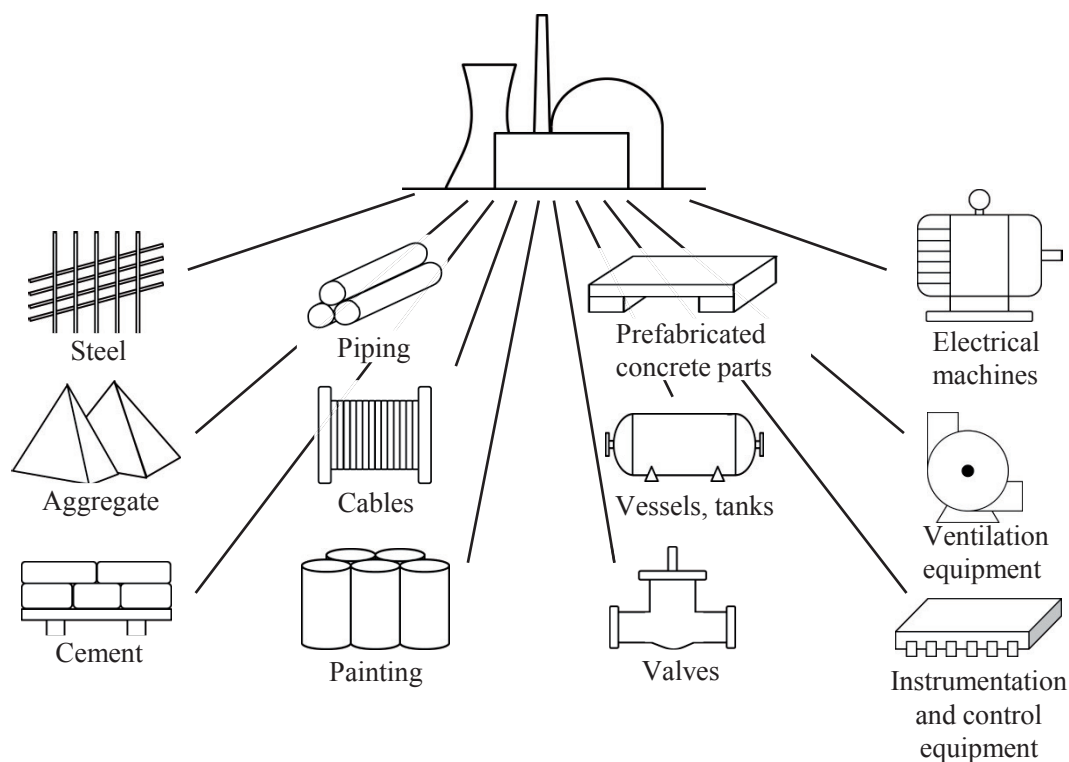 Steel
Piping
Prefabricated
concrete parts
Electrical
machines
Aggregate
Cables
Vessels, tanks
Ventilation
equipment
Cement
Painting
Valves
Instrumentation
and control
equipment